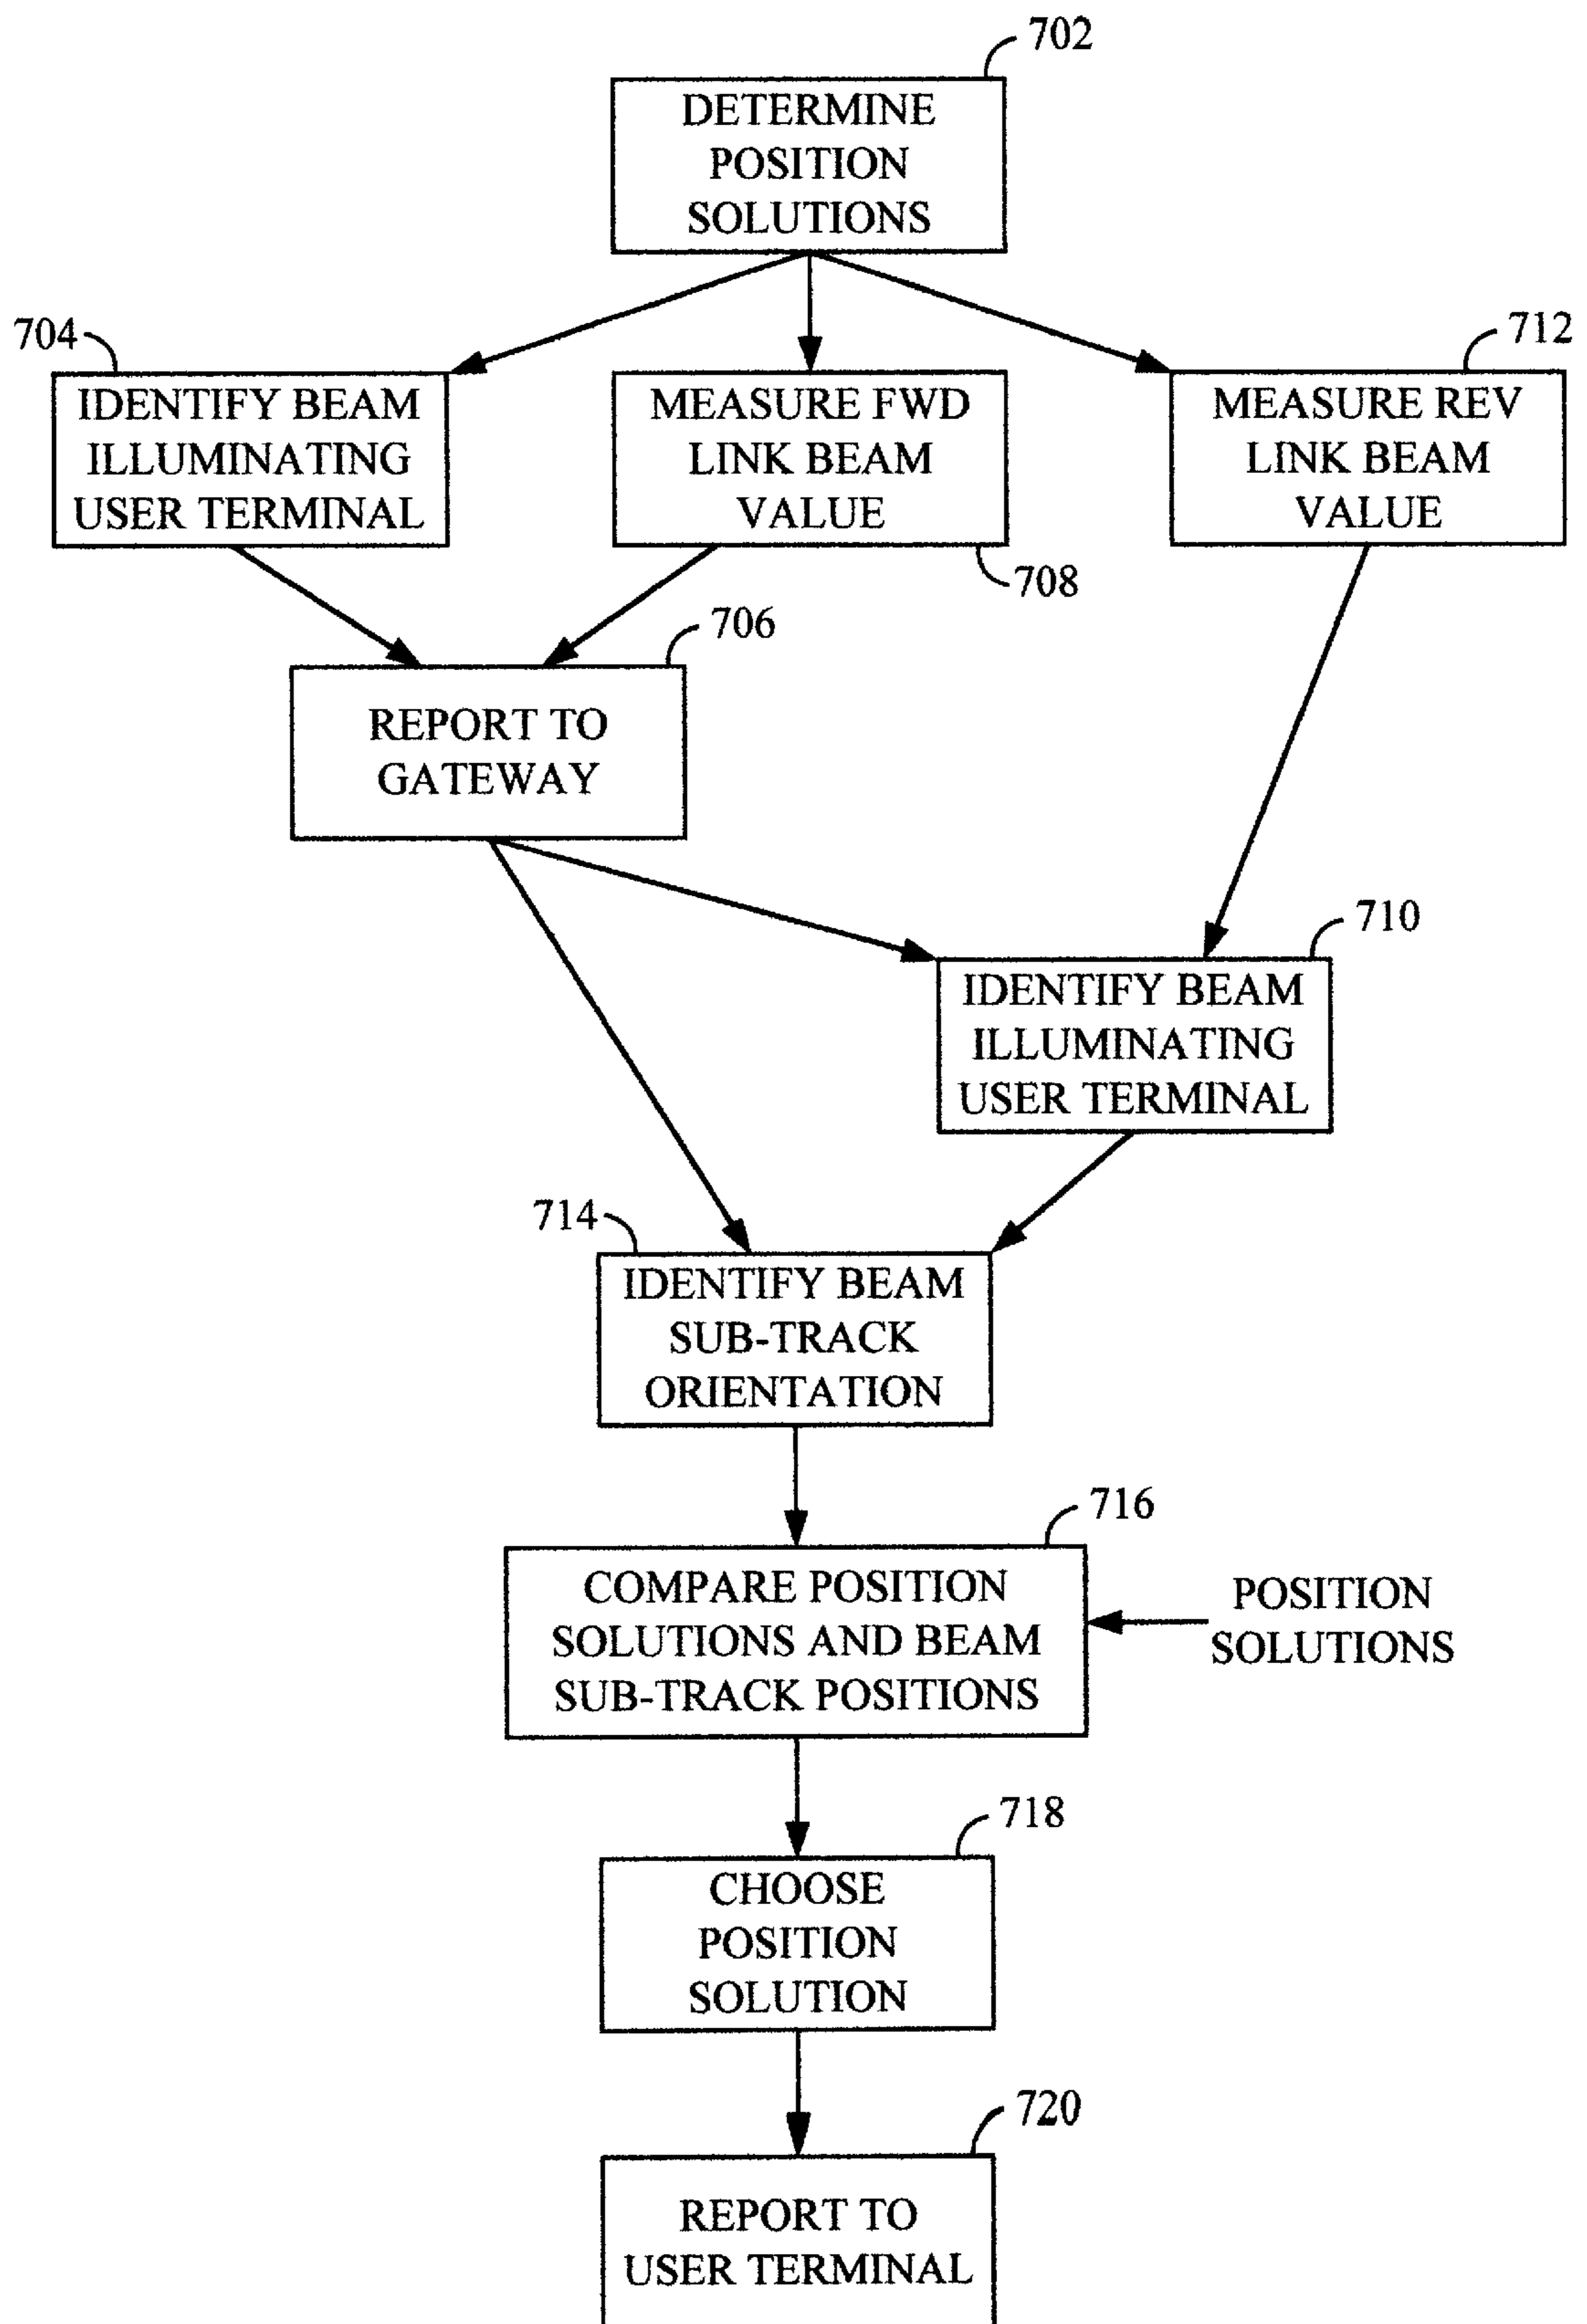 702
DETERMINE
POSITION
SOLUTIONS
704
712
IDENTIFY BEAM
ILLUMINATING
USER TERMINAL
MEASURE FWD
LINK BEAM
VALUE
MEASURE REV
LINK BEAM
VALUE
708
706
REPORT TO
GATEWAY
710
IDENTIFY BEAM
ILLUMINATING
USER TERMINAL
714
IDENTIFY BEAM
SUB-TRACK
ORIENTATION
716
COMPARE POSITION
SOLUTIONS AND BEAM
SUB-TRACK POSITIONS
POSITION
SOLUTIONS
718
CHOOSE
POSITION
SOLUTION
720
REPORT TO
USER TERMINAL